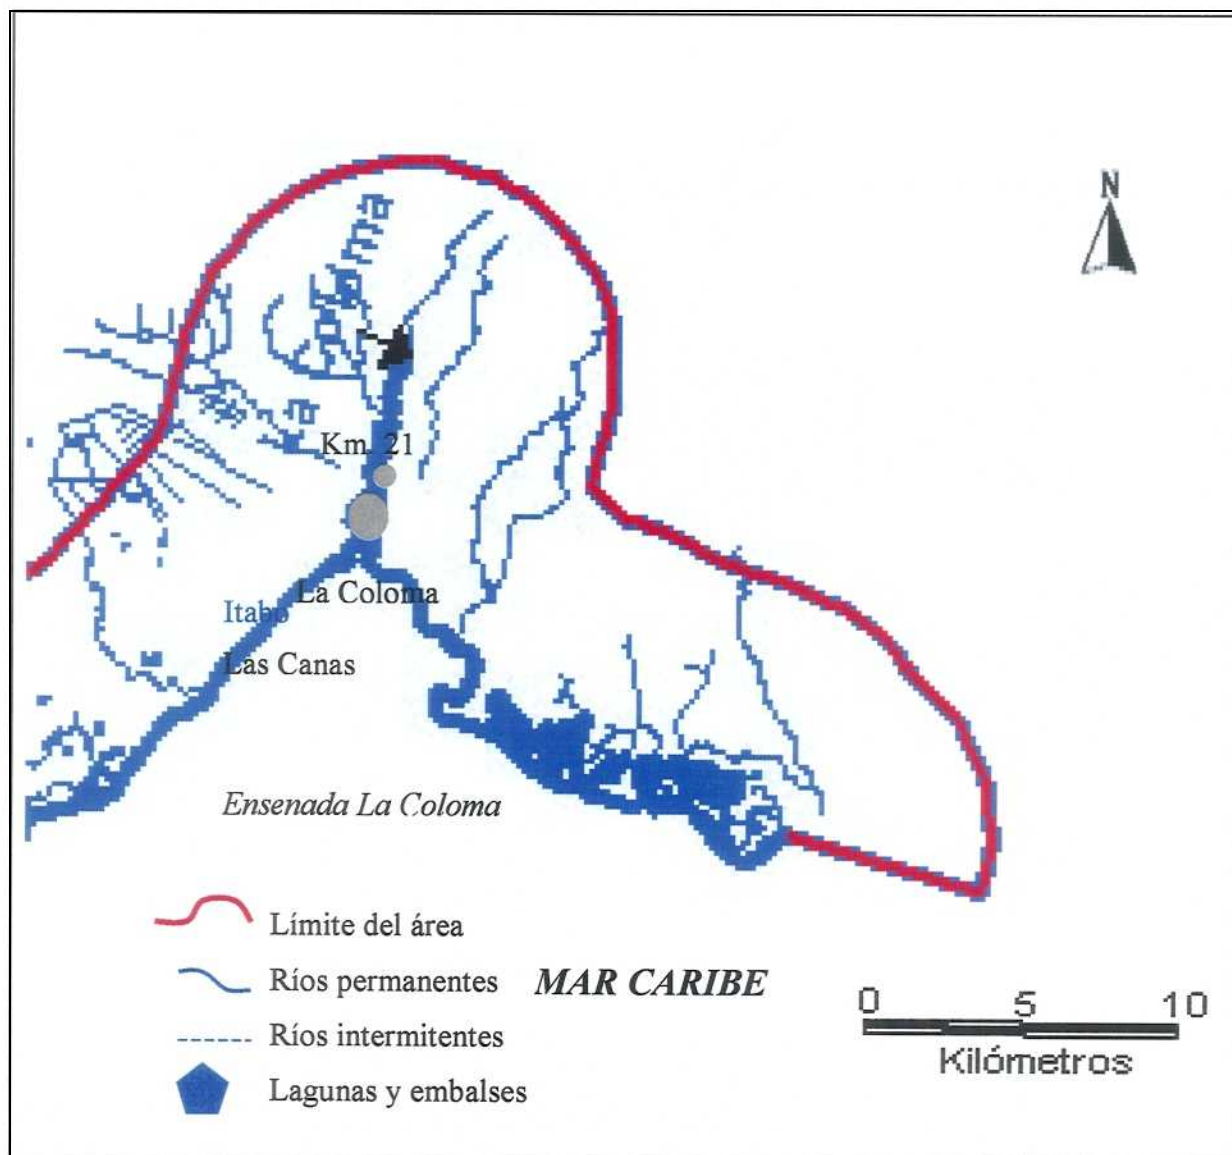 N
Km. 21
La Coloma
Itabo
Las Canas
Ensenada La Coloma
Límite del área
Ríos permanentes
MAR CARIBE
Ríos intermitentes
Lagunas y embalses
0 5 10
Kilómetros